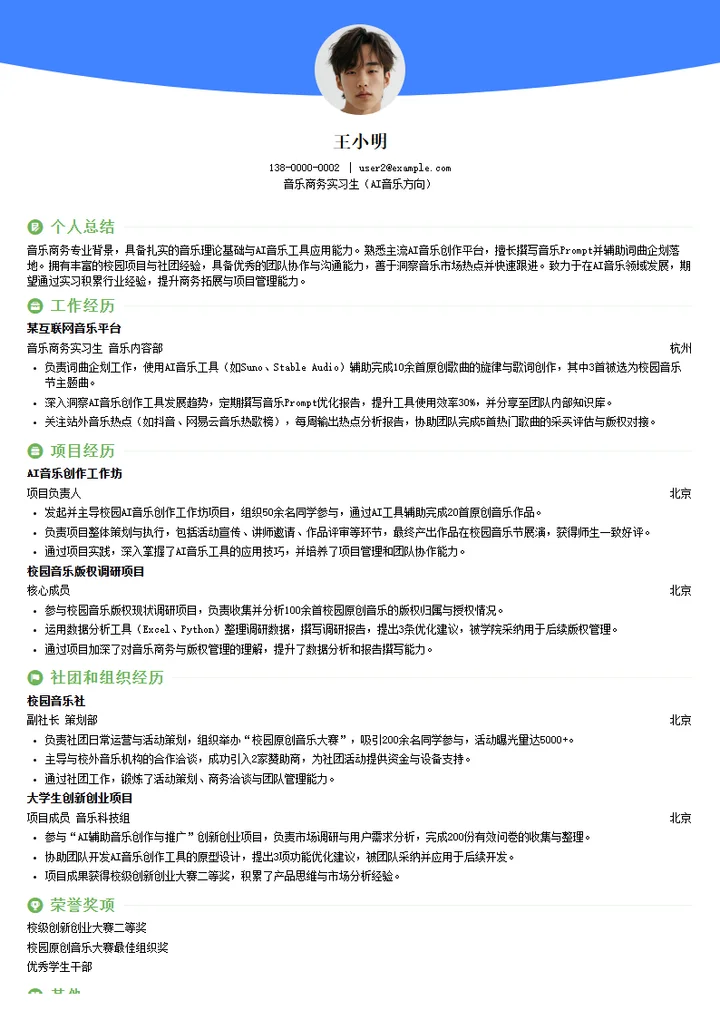 王小明
138-0000-0002 | user2@example.com
音乐商务实习生（AI音乐方向）
个人总结
音乐商务专业背景，具备扎实的音乐理论基础与AI音乐工具应用能力。熟悉主流AI音乐创作平台，擅长撰写音乐Prompt并辅助词曲企划落
地。拥有丰富的校园项目与社团经验，具备优秀的团队协作与沟通能力，善于洞察音乐市场热点并快速跟进。致力于在AI音乐领域发展，期
望通过实习积累行业经验，提升商务拓展与项目管理能力。
工作经历
某互联网音乐平台
音乐商务实习生 音乐内容部 杭州
• 负责词曲企划工作，使用AI音乐工具（如Suno、Stable Audio）辅助完成10余首原创歌曲的旋律与歌词创作，其中3首被选为校园音乐
节主题曲。
• 深入洞察AI音乐创作工具发展趋势，定期撰写音乐Prompt优化报告，提升工具使用效率30%，并分享至团队内部知识库。
• 关注站外音乐热点（如抖音、网易云音乐热歌榜），每周输出热点分析报告，协助团队完成5首热门歌曲的采买评估与版权对接。
项目经历
AI音乐创作工作坊
项目负责人 北京
• 发起并主导校园AI音乐创作工作坊项目，组织50余名同学参与，通过AI工具辅助完成20首原创音乐作品。
• 负责项目整体策划与执行，包括活动宣传、讲师邀请、作品评审等环节，最终产出作品在校园音乐节展演，获得师生一致好评。
• 通过项目实践，深入掌握了AI音乐工具的应用技巧，并培养了项目管理和团队协作能力。
校园音乐版权调研项目
核心成员 北京
• 参与校园音乐版权现状调研项目，负责收集并分析100余首校园原创音乐的版权归属与授权情况。
• 运用数据分析工具（Excel、Python）整理调研数据，撰写调研报告，提出3条优化建议，被学院采纳用于后续版权管理。
• 通过项目加深了对音乐商务与版权管理的理解，提升了数据分析和报告撰写能力。
社团和组织经历
校园音乐社
副社长 策划部 北京
• 负责社团日常运营与活动策划，组织举办“校园原创音乐大赛”，吸引200余名同学参与，活动曝光量达5000+。
• 主导与校外音乐机构的合作洽谈，成功引入2家赞助商，为社团活动提供资金与设备支持。
• 通过社团工作，锻炼了活动策划、商务洽谈与团队管理能力。
大学生创新创业项目
项目成员 音乐科技组 北京
• 参与“AI辅助音乐创作与推广”创新创业项目，负责市场调研与用户需求分析，完成200份有效问卷的收集与整理。
• 协助团队开发AI音乐创作工具的原型设计，提出3项功能优化建议，被团队采纳并应用于后续开发。
• 项目成果获得校级创新创业大赛二等奖，积累了产品思维与市场分析经验。
荣誉奖项
校级创新创业大赛二等奖
校园原创音乐大赛最佳组织奖
优秀学生干部